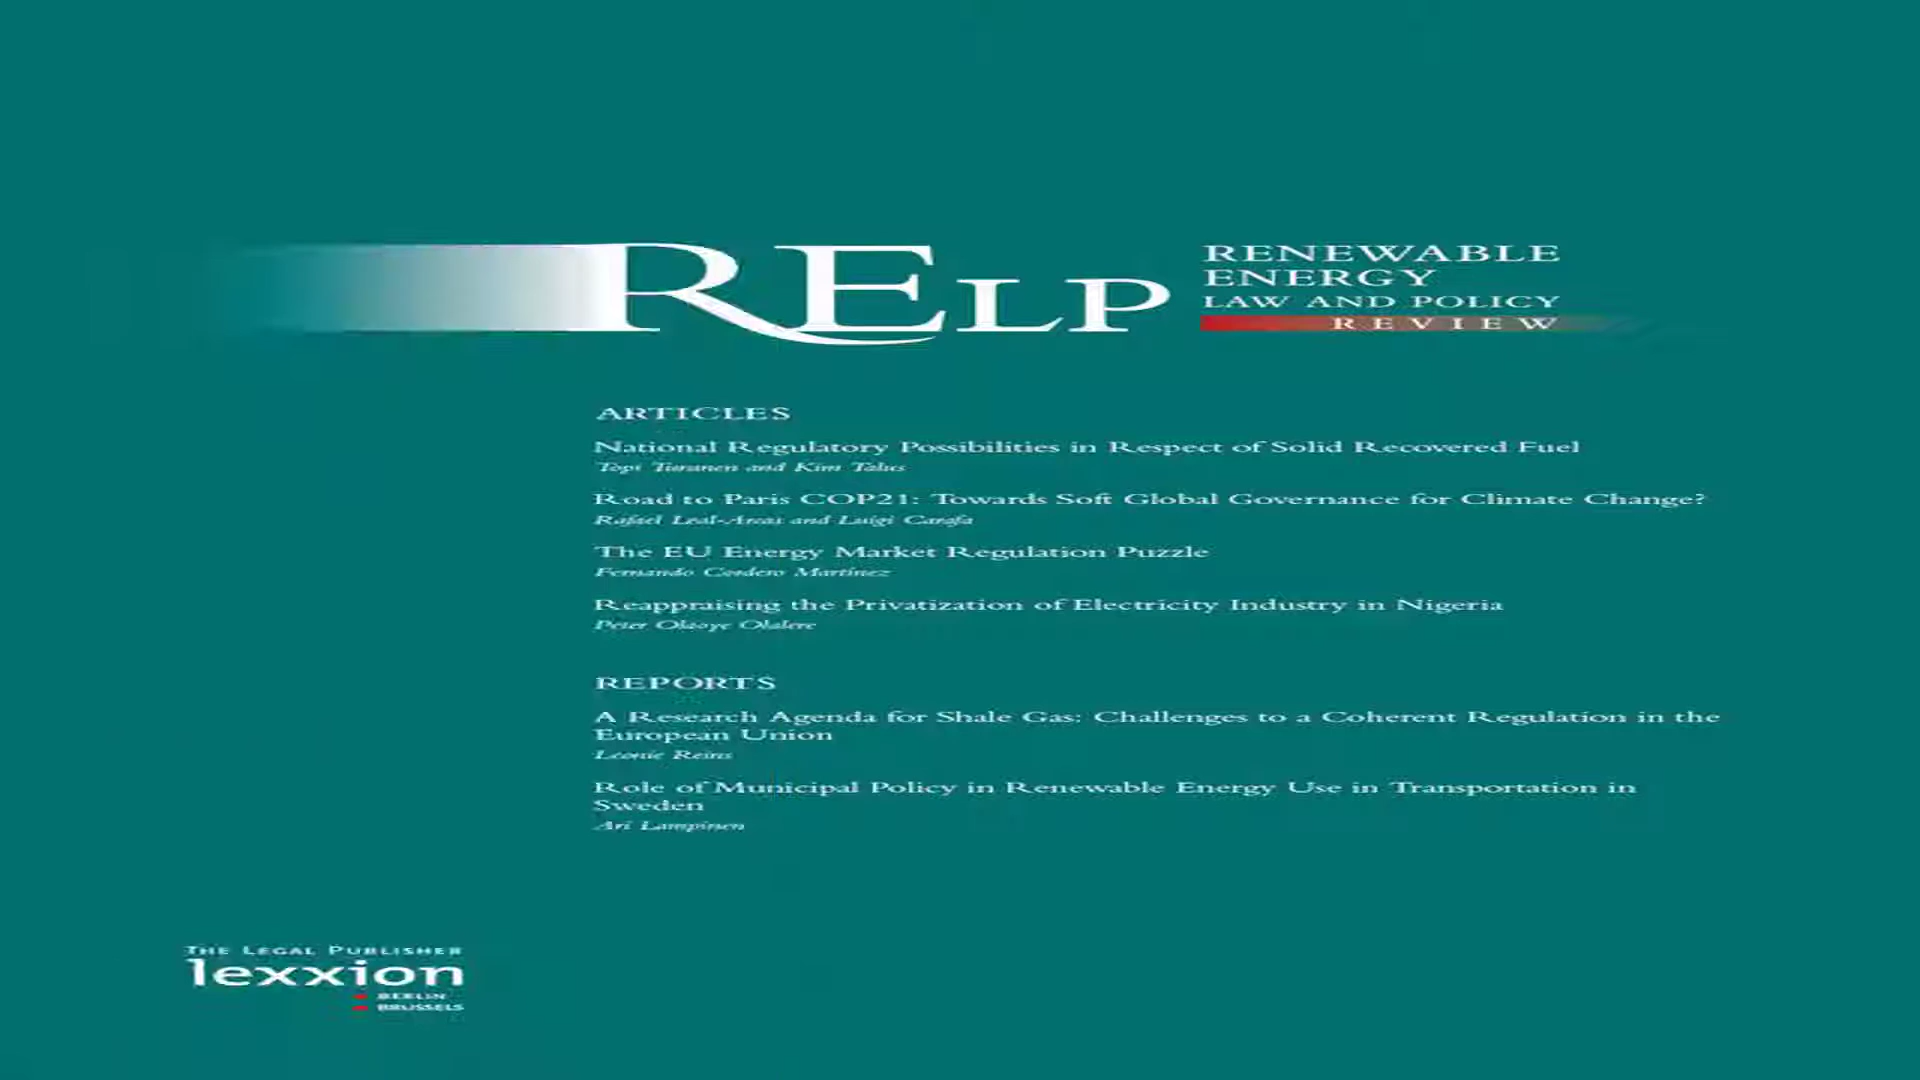 RELP
RENEWABLE
ENERGY
LAW AND POLICY
REVIEW
ARTICLES
National Regulatory Possibilities in Respect of Solid Recovered Fuel
Topi Turunen and Kim Talus
Road to Paris COP21: Towards Soft Global Governance for Climate Change?
Rafael Leal-Arcas and Luigi Carafa
The EU Energy Market Regulation Puzzle
Fernando Cordero Martínez
Reappraising the Privatization of Electricity Industry in Nigeria
Peter
REPORTS
A Research Agenda for Shale Gas: Challenges to a Coherent Regulation in the
European Union
Leonie Reins
Role of Municipal Policy in Renewable Energy Use in Transportation in
Sweden
Ari Lampinen
THE LEGAL PUBLISHER
lexxion
BERLIN
BRUSSELS